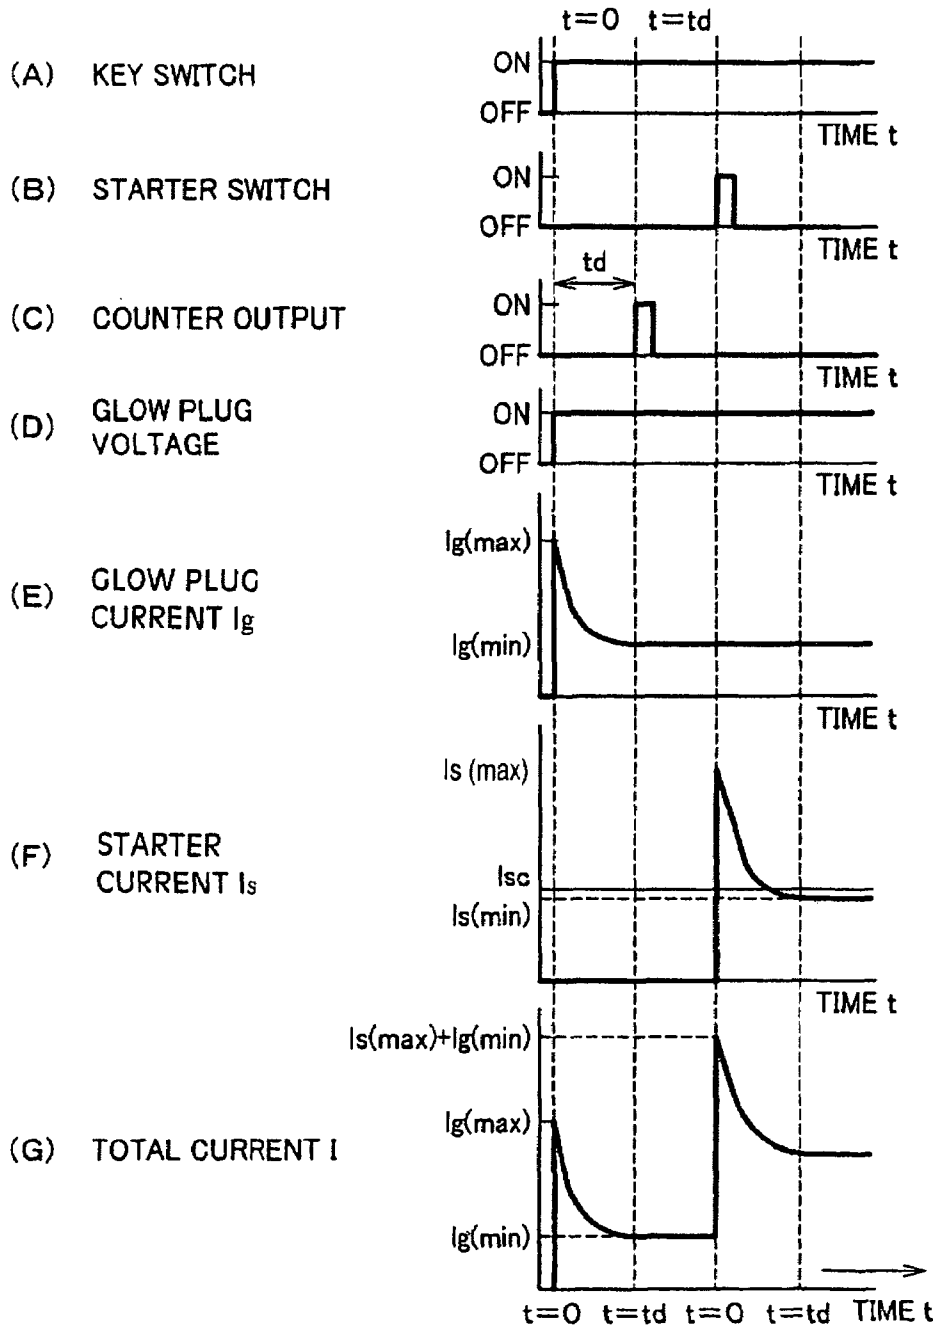 t=0 t=td
(A) KEY SWITCH
ON
OFF
TIME t
(B) STARTER SWITCH
ON
OFF
TIME t
td
(C) COUNTER OUTPUT
ON
OFF
TIME t
(D) GLOW PLUG
VOLTAGE
ON
OFF
TIME t
(E) GLOW PLUG
CURRENT Ig
Ig(max)
Ig(min)
TIME t
(F) STARTER
CURRENT Is
Is (max)
Isc
Is(min)
TIME t
(G) TOTAL CURRENT I
Is(max)+Ig(min)
Ig(max)
Ig(min)
t=0 t=td t=0 t=td TIME t